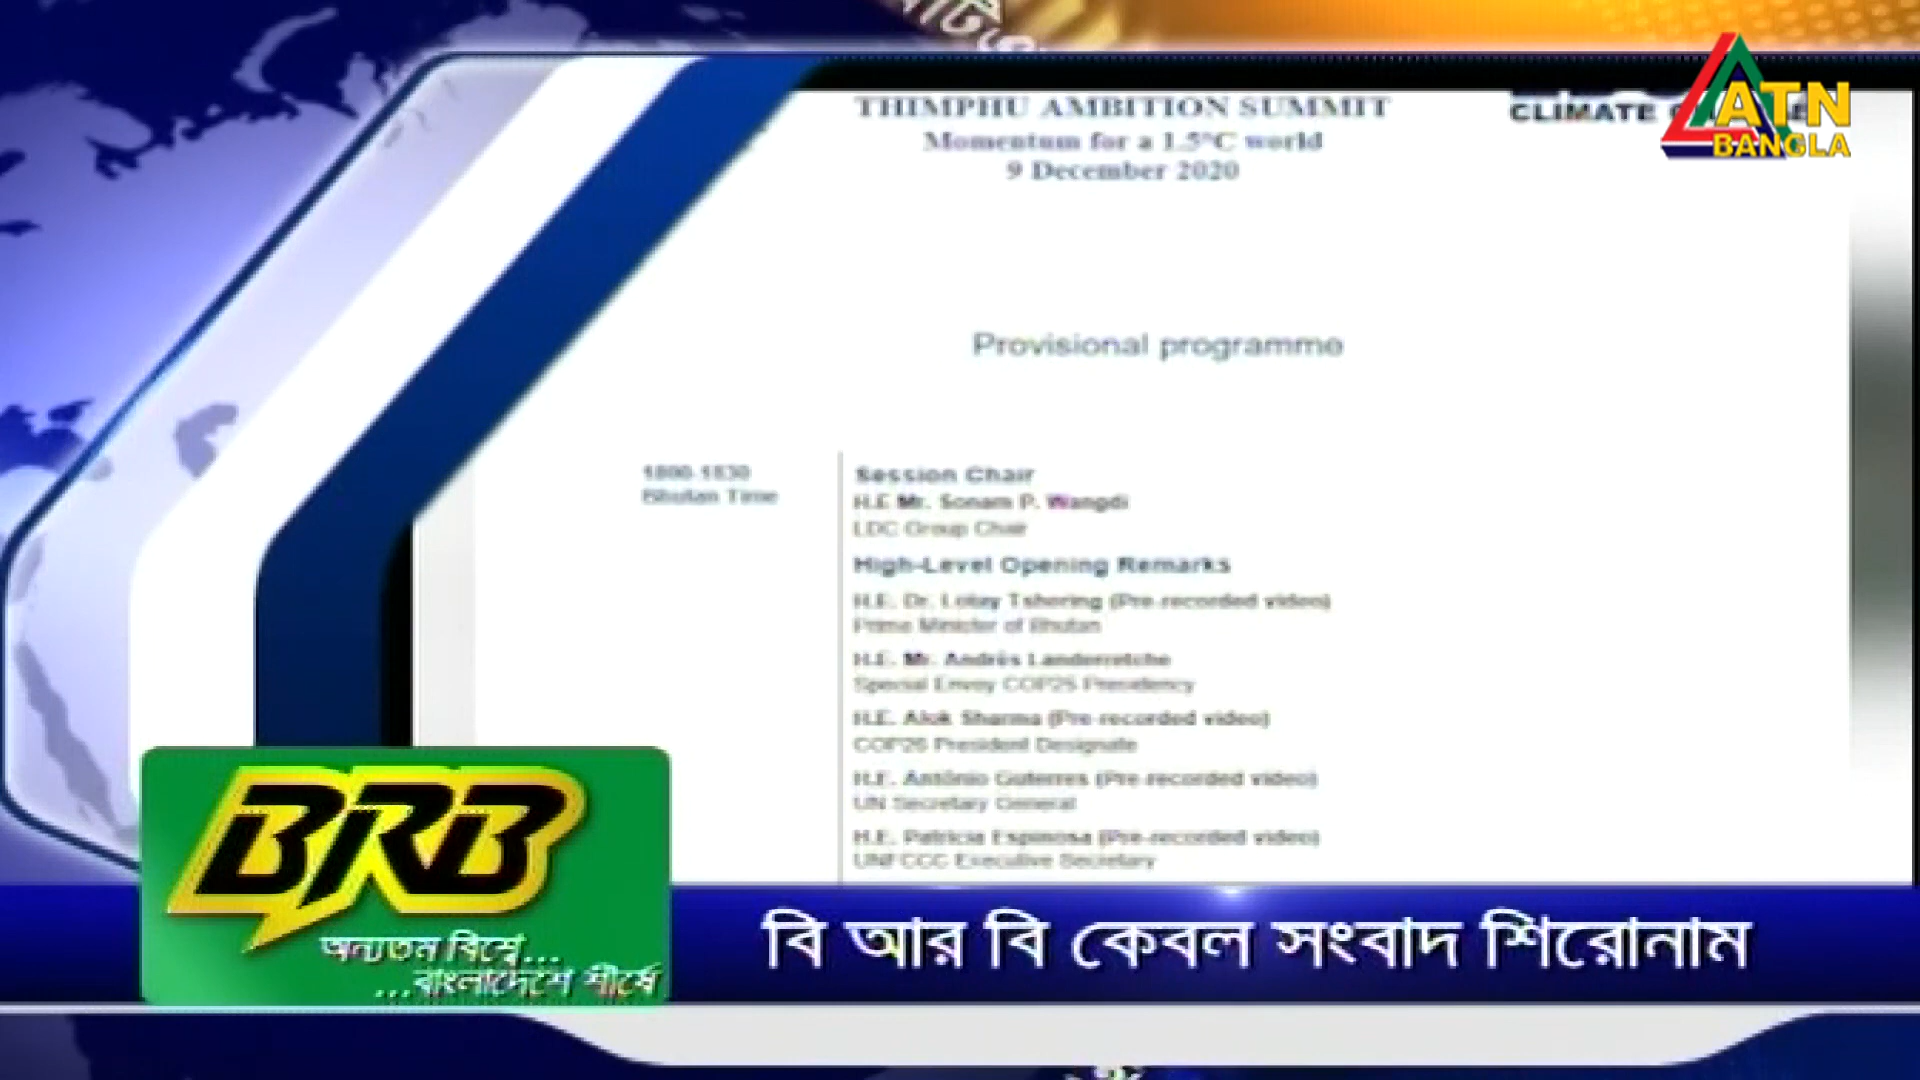 THIMPHU AMBITION SUMMIT
Momentum for a 1.5°C world
9 December 2020
CLIMATE
ATN
BANGLA
Provisional programme
1800-1830
Bhutan Time
Session Chair
H.E Mr. Sonam P. Wangdi
LDC Group Chair
High-Level Opening Remarks
H.E. Dr. Lotay Tshering (Pre-recorded video)
Prime Minister of Bhutan
H.E. Mr. Andrés Landerretche
Special Envoy COP25 Presidency
H.E. Alok Sharma (Pre-recorded video)
COP26 President Designate
H.E. António Guterres (Pre-recorded video)
UN Secretary General
H.E. Patricia Espinosa (Pre-recorded video)
UNFCCC Executive Secretary
BRB
অন্যতম বিশ্বে...
...বাংলাদেশে শীর্ষে
বি আর বি কেবল সংবাদ শিরোনাম